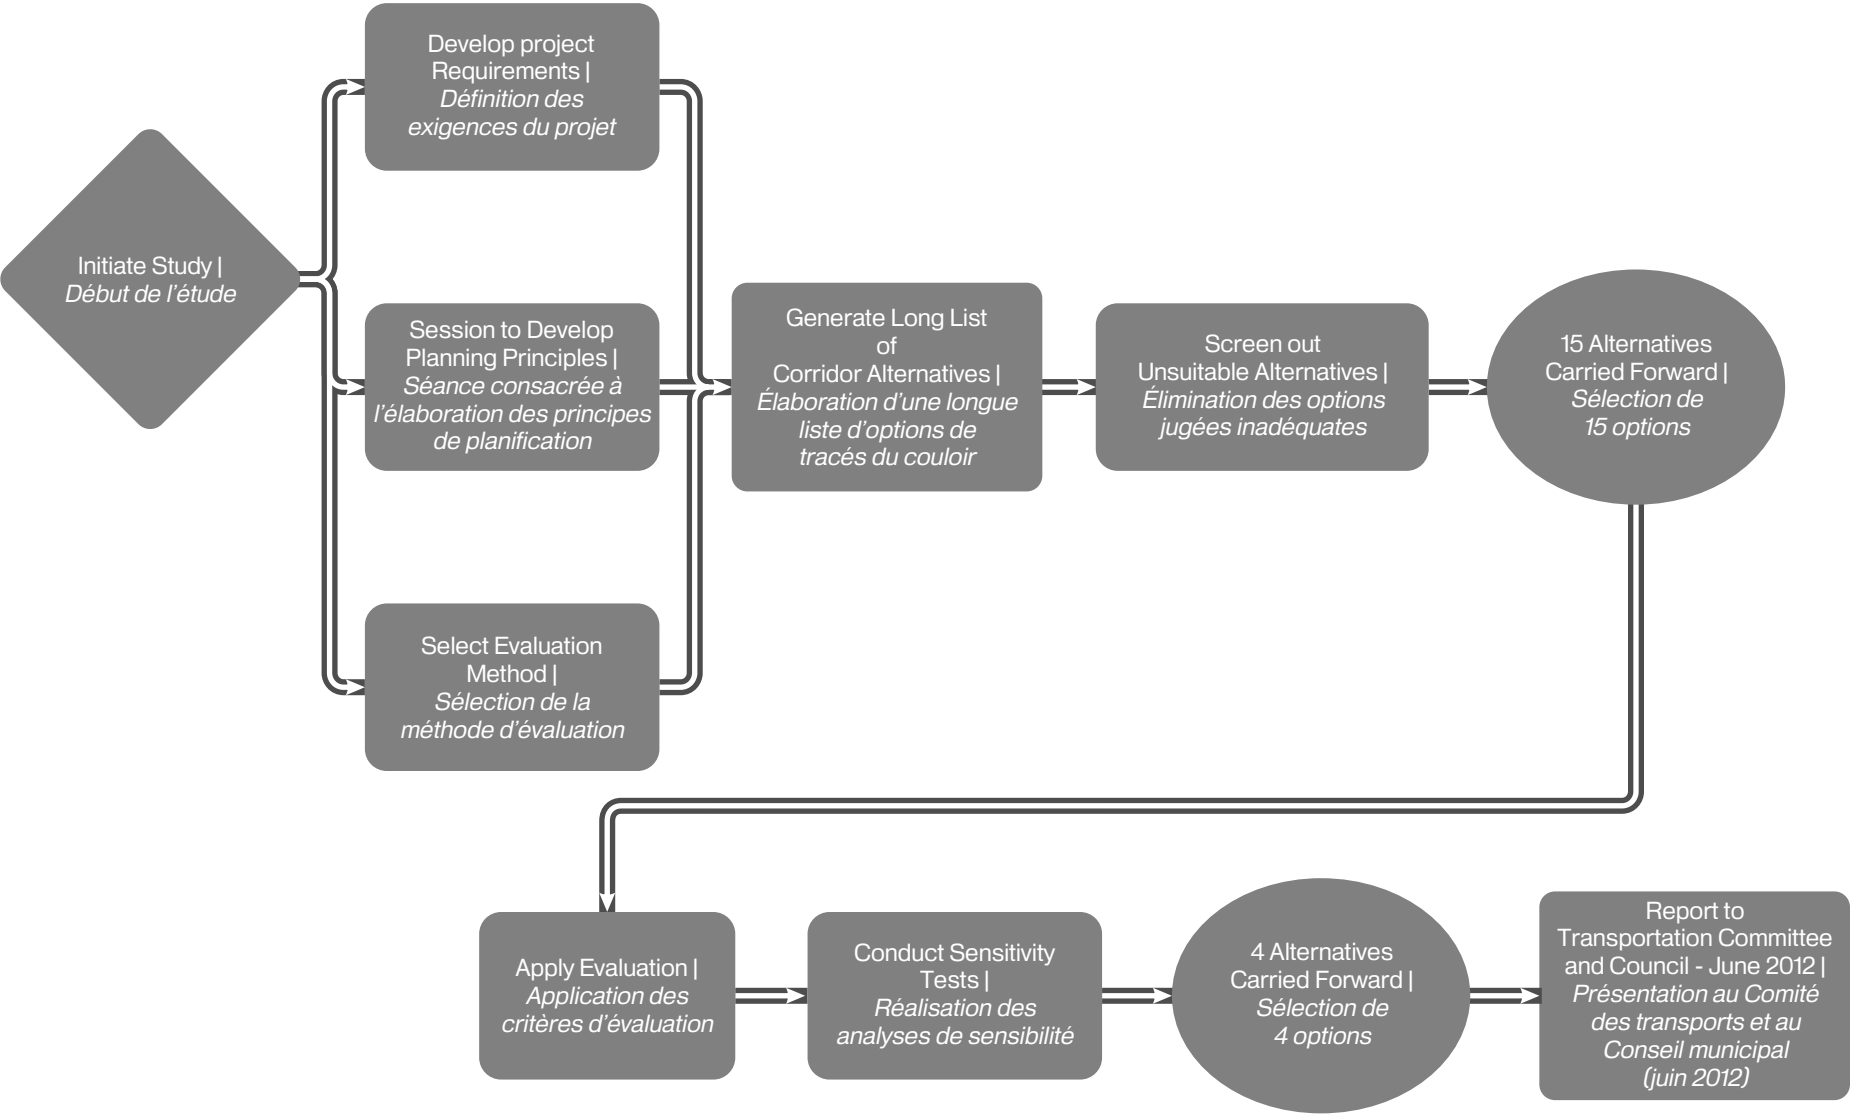 Initiate Study |
Début de l'étude
Develop project
Requirements |
Définition des
exigences du projet
Session to Develop
Planning Principles |
Séance consacrée à
l'élaboration des principes
de planification
Select Evaluation
Method |
Sélection de la
méthode d'évaluation
Generate Long List
of
Corridor Alternatives |
Élaboration d'une longue
liste d'options de
tracés du couloir
Screen out
Unsuitable Alternatives |
Élimination des options
jugées inadéquates
15 Alternatives
Carried Forward |
Sélection de
15 options
Apply Evaluation |
Application des
critères d'évaluation
Conduct Sensitivity
Tests |
Réalisation des
analyses de sensibilité
4 Alternatives
Carried Forward |
Sélection de
4 options
Report to
Transportation Committee
and Council - June 2012 |
Présentation au Comité
des transports et au
Conseil municipal
(juin 2012)